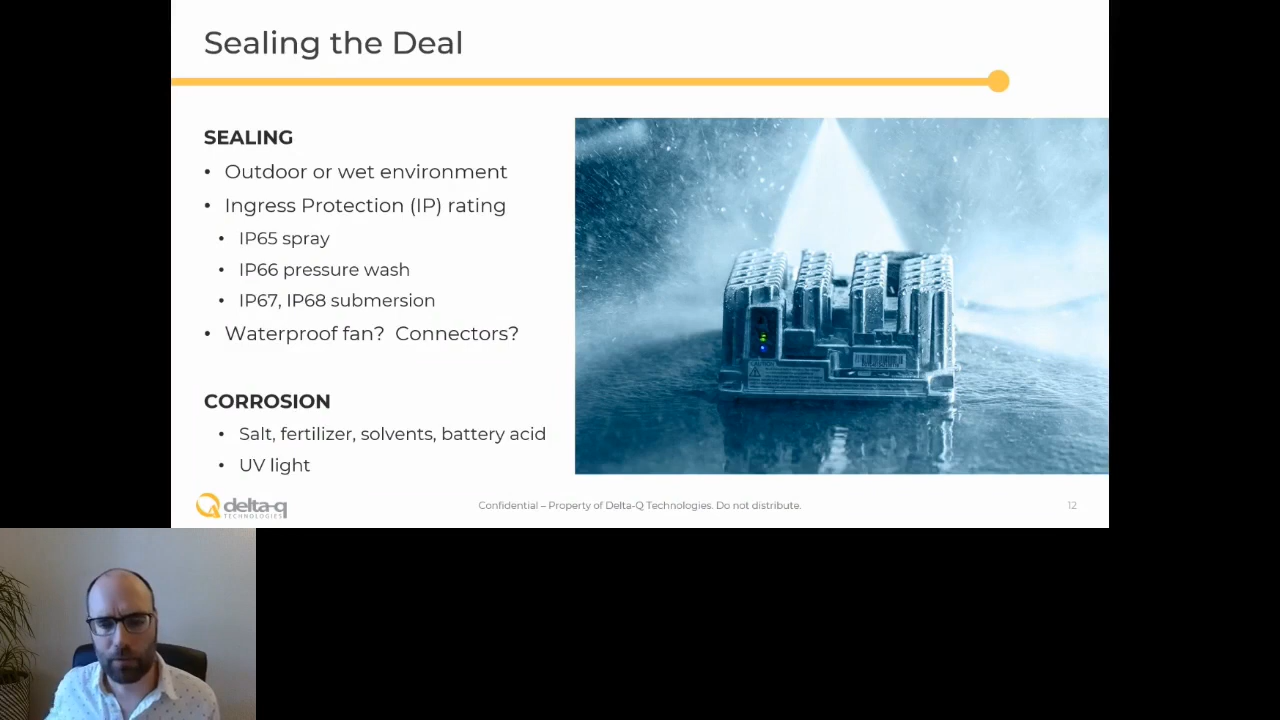 Sealing the Deal
SEALING
• Outdoor or wet environment
• Ingress Protection (IP) rating
• IP65 spray
• IP66 pressure wash
• IP67, IP68 submersion
• Waterproof fan? Connectors?
CORROSION
• Salt, fertilizer, solvents, battery acid
• UV light
delta-q
TECHNOLOGIES
Confidential – Property of Delta-Q Technologies. Do not distribute.
12